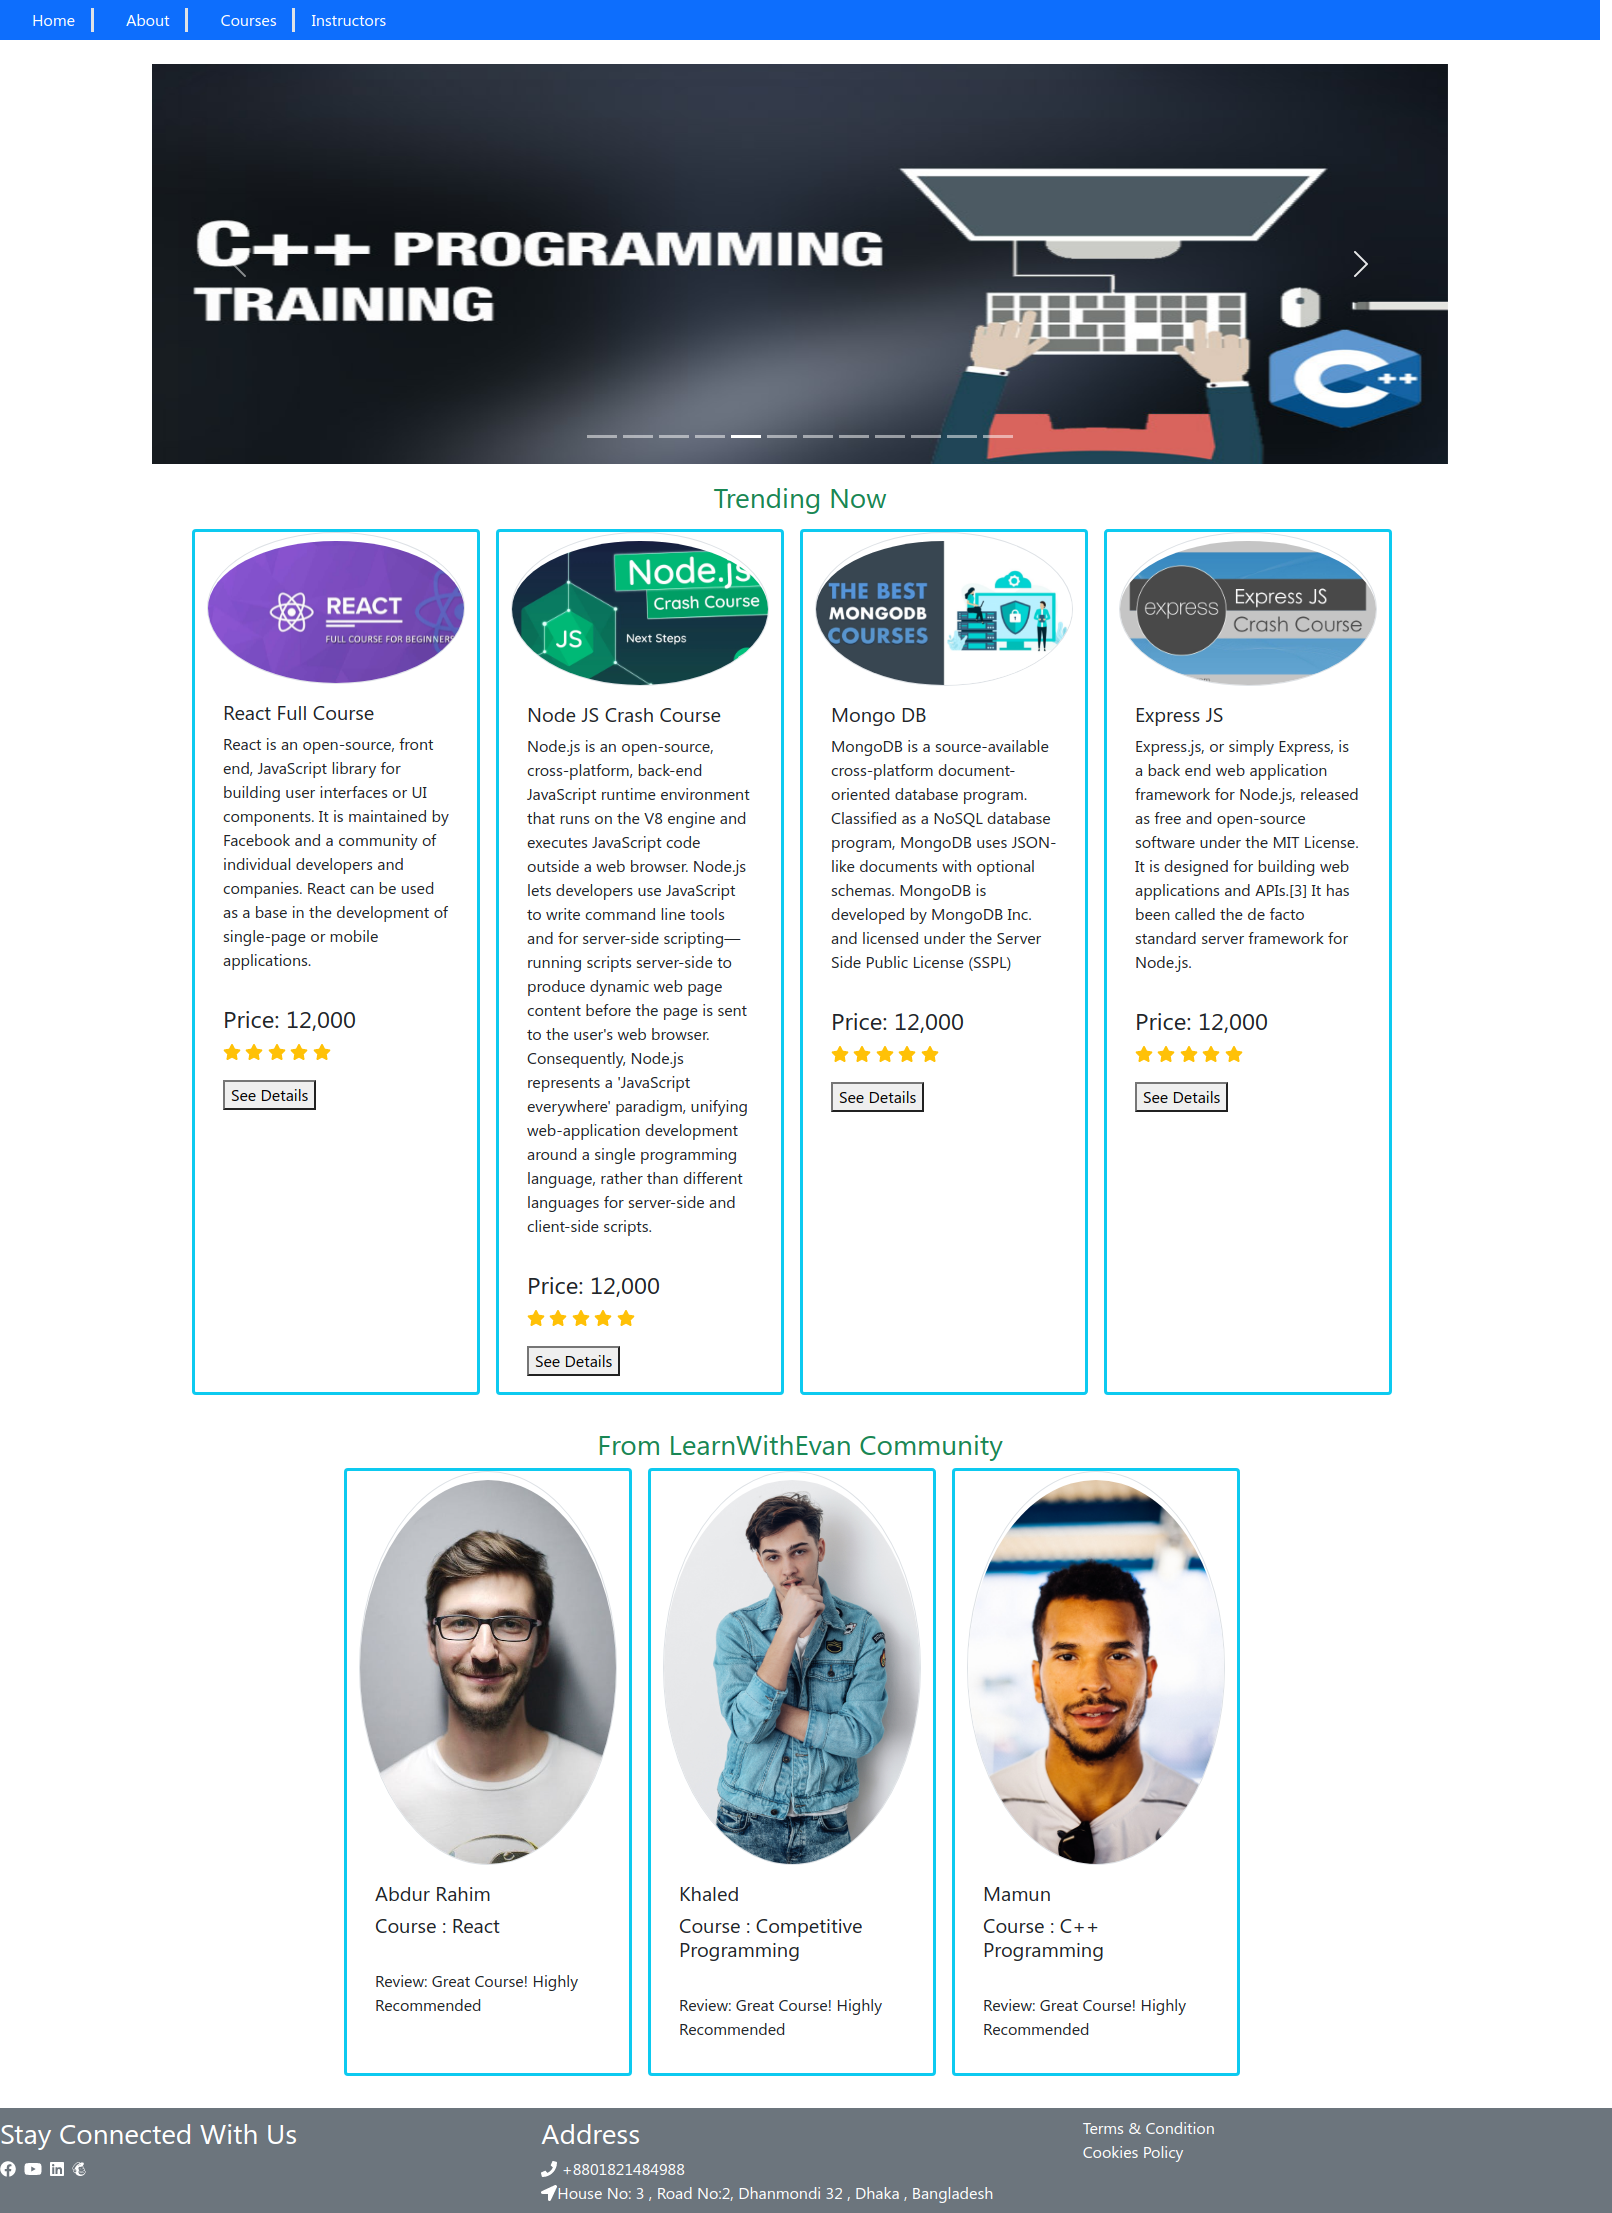 Home
About
Courses
Instructors
C++ PROGRAMMING
TRAINING
C++
Trending Now
REACT
FULL COURSE FOR BEGINNERS
React Full Course
React is an open-source, front
end, JavaScript library for
building user interfaces or UI
components. It is maintained by
Facebook and a community of
individual developers and
companies. React can be used
as a base in the development of
single-page or mobile
applications.
Price: 12,000
See Details
Node.js
Crash Course
JS
Next Steps
Node JS Crash Course
Node.js is an open-source,
cross-platform, back-end
JavaScript runtime environment
that runs on the V8 engine and
executes JavaScript code
outside a web browser. Node.js
lets developers use JavaScript
to write command line tools
and for server-side scripting—
running scripts server-side to
produce dynamic web page
content before the page is sent
to the user's web browser.
Consequently, Node.js
represents a 'JavaScript
everywhere' paradigm, unifying
web-application development
around a single programming
language, rather than different
languages for server-side and
client-side scripts.
Price: 12,000
See Details
THE BEST
MONGODB
COURSES
Mongo DB
MongoDB is a source-available
cross-platform document-
oriented database program.
Classified as a NoSQL database
program, MongoDB uses JSON-
like documents with optional
schemas. MongoDB is
developed by MongoDB Inc.
and licensed under the Server
Side Public License (SSPL)
Price: 12,000
See Details
express
Express JS
Crash Course
Express JS
Express.js, or simply Express, is
a back end web application
framework for Node.js, released
as free and open-source
software under the MIT License.
It is designed for building web
applications and APIs.[3] It has
been called the de facto
standard server framework for
Node.js.
Price: 12,000
See Details
From LearnWithEvan Community
Abdur Rahim
Course : React
Review: Great Course! Highly
Recommended
Khaled
Course : Competitive
Programming
Review: Great Course! Highly
Recommended
Mamun
Course : C++
Programming
Review: Great Course! Highly
Recommended
Stay Connected With Us
Address
+8801821484988
House No: 3 , Road No:2, Dhanmondi 32 , Dhaka , Bangladesh
Terms & Condition
Cookies Policy